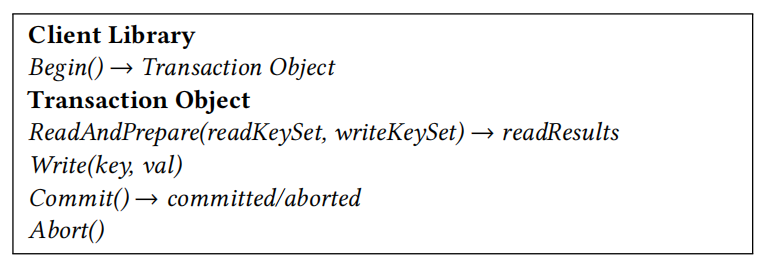 Client Library
Begin() → Transaction Object
Transaction Object
ReadAndPrepare(readKeySet, writeKeySet) → readResults
Write(key, val)
Commit() → committed/aborted
Abort()